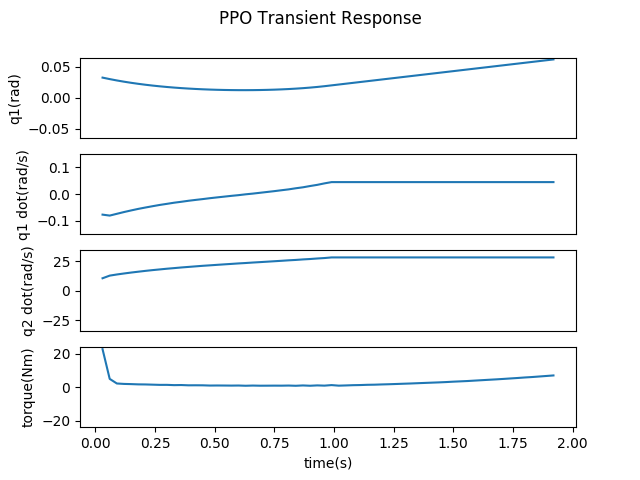 PPO Transient Response
q1(rad)
0.05
0.00
−0.05
q1 dot(rad/s)
0.1
0.0
−0.1
q2 dot(rad/s)
25
0
−25
torque(Nm)
20
0
−20
0.00 0.25 0.50 0.75 1.00 1.25 1.50 1.75 2.00
time(s)